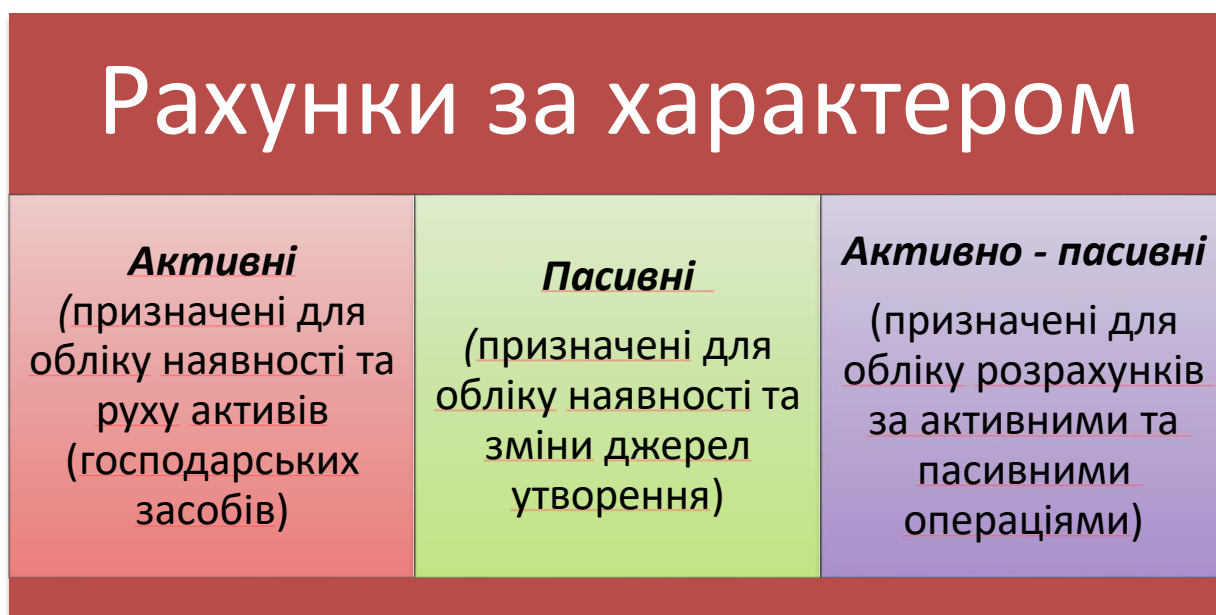 Рахунки за характером
Активні
(призначені для
обліку наявності та
руху активів
(господарських
засобів)
Пасивні
(призначені для
обліку наявності та
зміни джерел
утворення)
Активно - пасивні
(призначені для
обліку розрахунків
за активними та
пасивними
операціями)